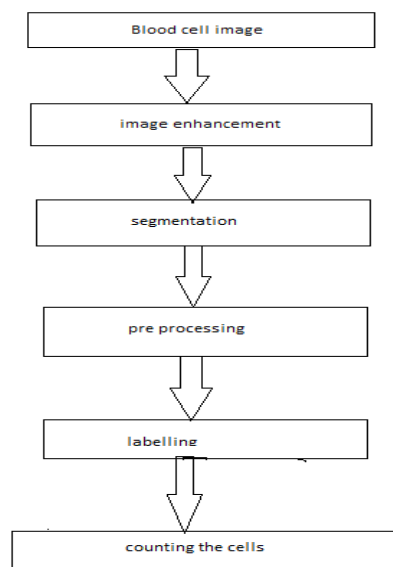 Blood cell image
image enhancement
segmentation
pre processing
labelling
counting the cells